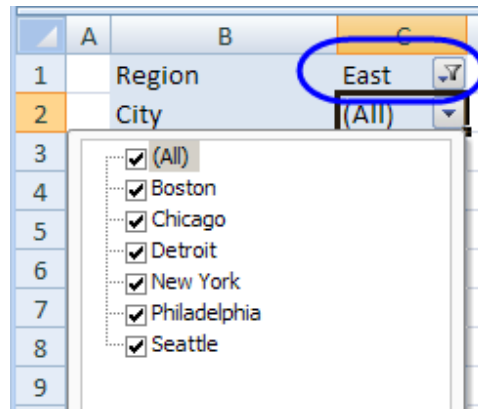 A B C
1 Region East
2 City (All)
3 (All)
4 Boston
5 Chicago
Detroit
6 New York
7 Philadelphia
8 Seattle
9